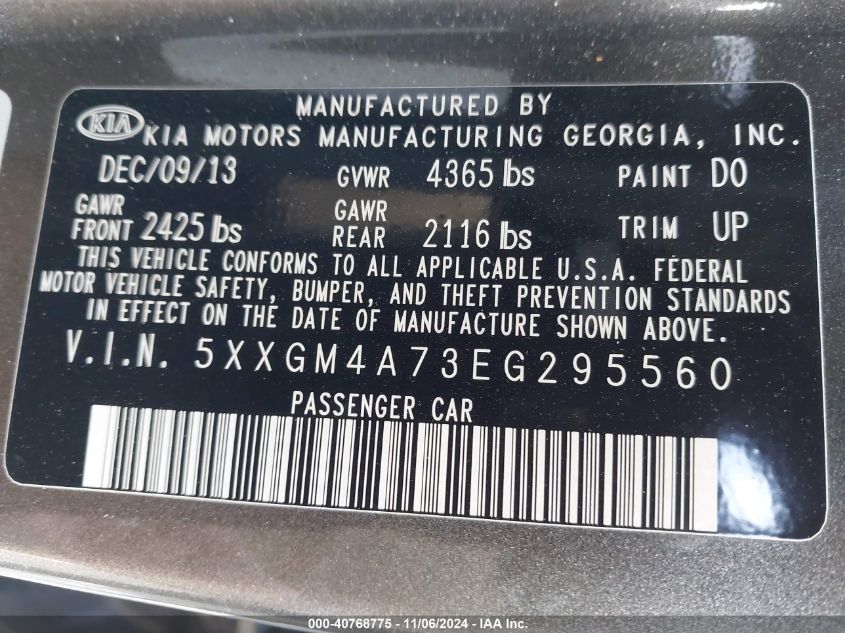 MANUFACTURED BY
KIA KIA MOTORS MANUFACTURING GEORGIA, INC.
DEC/09/13 GVWR 4365 lbs PAINT DO
GAWR FRONT 2425 lbs GAWR REAR 2116 lbs TRIM UP
THIS VEHICLE CONFORMS TO ALL APPLICABLE U.S.A. FEDERAL
MOTOR VEHICLE SAFETY, BUMPER, AND THEFT PREVENTION STANDARDS
IN EFFECT ON THE DATE OF MANUFACTURE SHOWN ABOVE.
V.I.N. 5XXGM4A73EG295560
PASSENGER CAR
©00-40768775 - 11/06/2024 - IAA Inc.